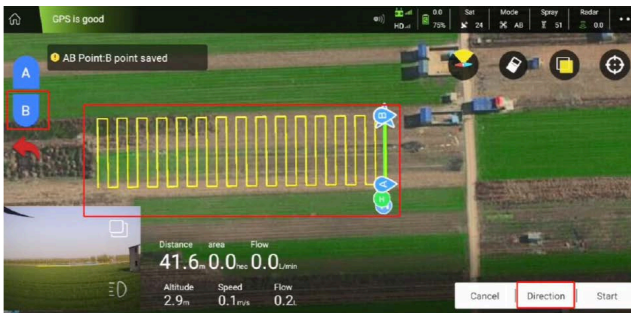 GPS is good
HD
0.0
75%
Sat
24
Mode
AB
Spray
51
Radar
0.0
A
AB Point:B point saved
B
B
A
H
Distance area Flow
41.6m 0.0hec 0.0L/min
Altitude Speed Flow
2.9m 0.1m/s 0.2L
Cancel Direction Start